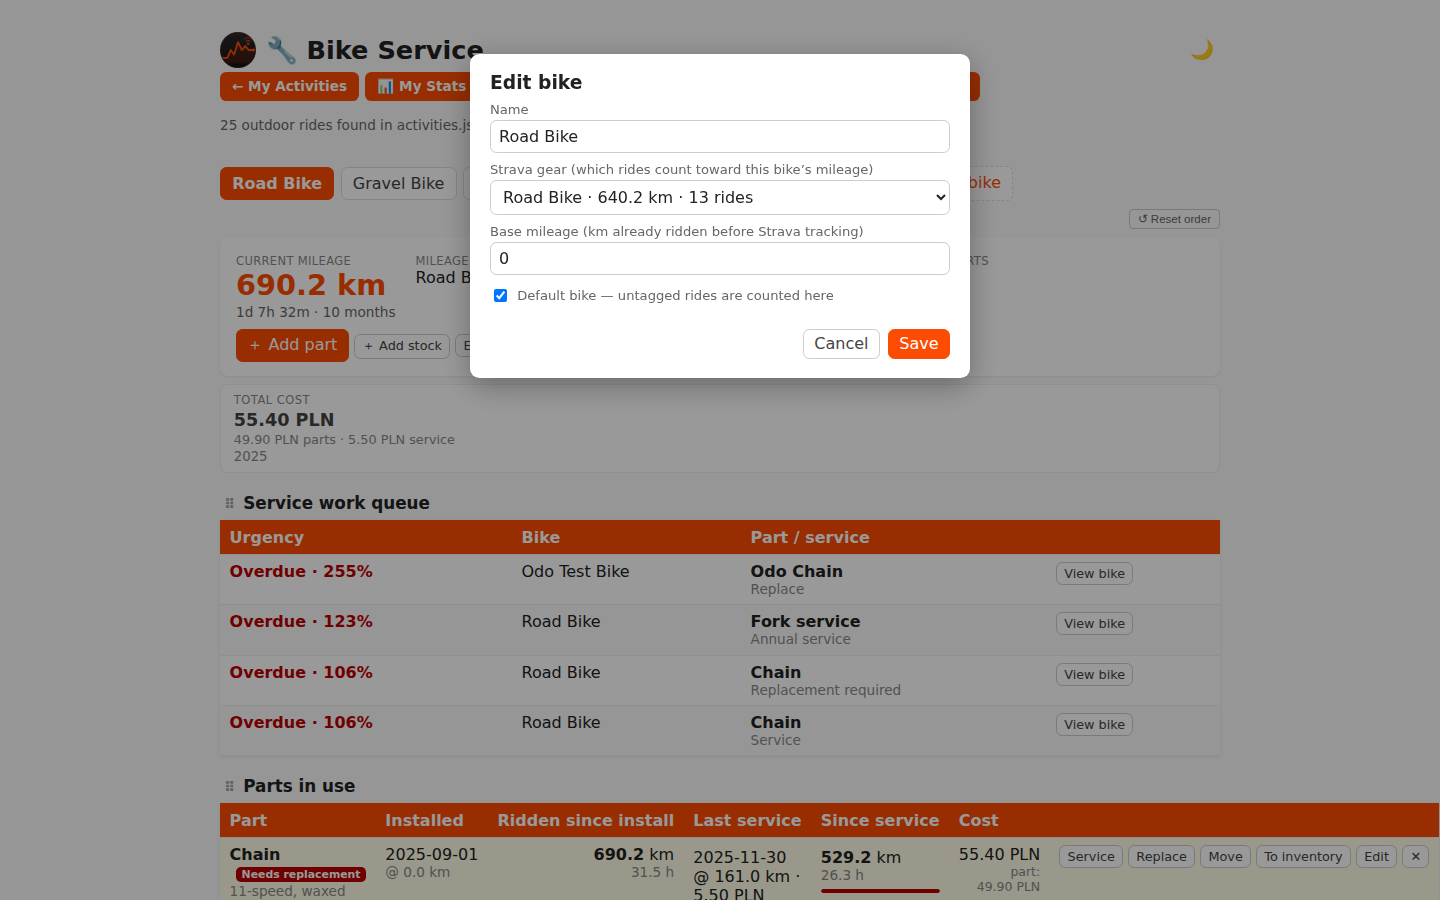 🔧 Bike Service
🌙
← My Activities
📊 My Stats
25 outdoor rides found in activities.js
Road Bike
Gravel Bike
bike
↺ Reset order
CURRENT MILEAGE
690.2 km
1d 7h 32m · 10 months
MILEAGE
Road B
RTS
+ Add part
+ Add stock
E
Edit bike
Name
Road Bike
Strava gear (which rides count toward this bike’s mileage)
Road Bike · 640.2 km · 13 rides
Base mileage (km already ridden before Strava tracking)
0
Default bike — untagged rides are counted here
Cancel
Save
TOTAL COST
55.40 PLN
49.90 PLN parts · 5.50 PLN service
2025
⠿ Service work queue
Urgency Bike Part / service
Overdue · 255% Odo Test Bike Odo Chain View bike
Replace
Overdue · 123% Road Bike Fork service View bike
Annual service
Overdue · 106% Road Bike Chain View bike
Replacement required
Overdue · 106% Road Bike Chain View bike
Service
⠿ Parts in use
Part Installed Ridden since install Last service Since service Cost
Chain
Needs replacement
11-speed, waxed
2025-09-01
@ 0.0 km
690.2 km
31.5 h
2025-11-30
@ 161.0 km ·
5.50 PLN
529.2 km
26.3 h
55.40 PLN
part:
49.90 PLN
Service Replace Move To inventory Edit ✕